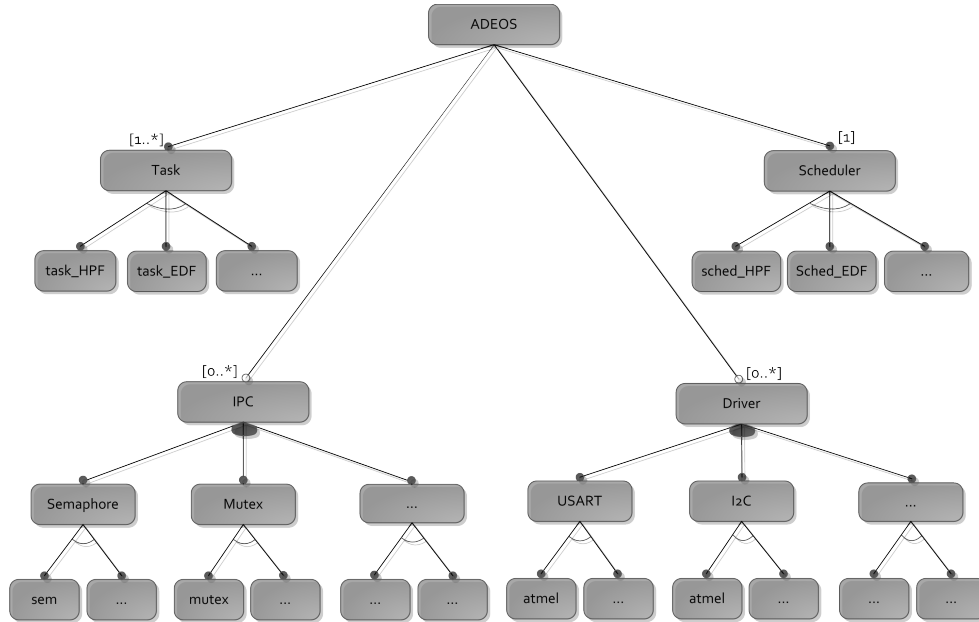 ADEOS
[1..*]
[1]
Task
Scheduler
task_HPF
task_EDF
...
sched_HPF
Sched_EDF
...
[0..*]
[0..*]
IPC
Driver
Semaphore
Mutex
...
USART
I2C
...
sem
...
mutex
...
...
...
atmel
...
atmel
...
...
...